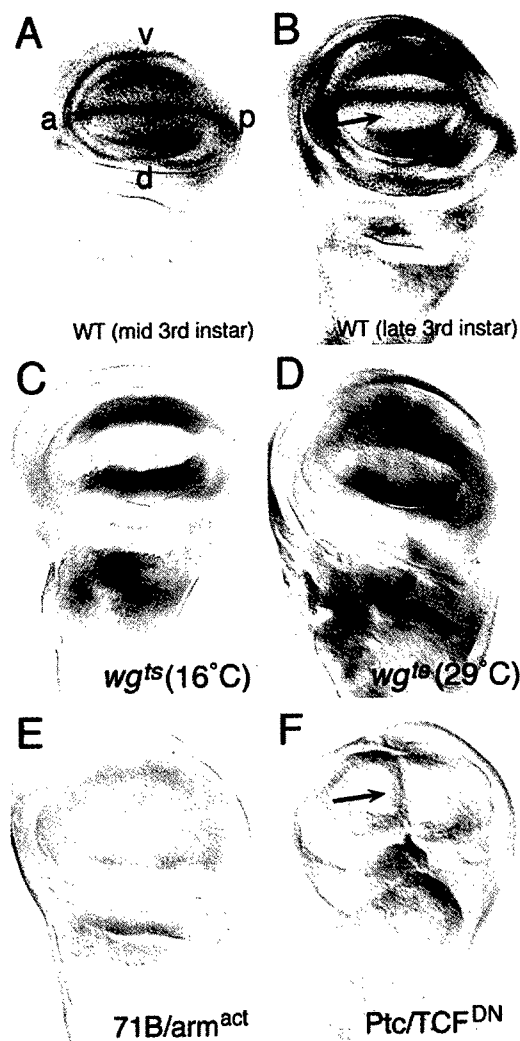 A
v
a
p
d
WT (mid 3rd instar)
B
WT (late 3rd instar)
C
wgts (16°C)
D
wgts (29°C)
E
71B/armact
F
Ptc/TCFDN